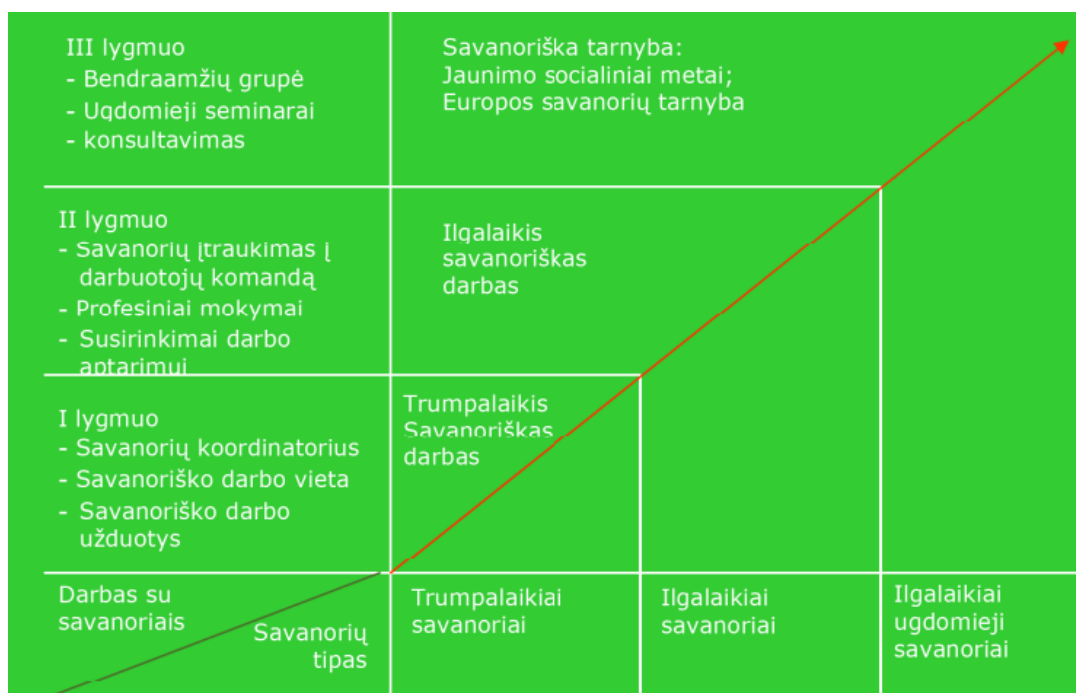 III lygmuo
- Bendraamžių grupė
- Ugdomieji seminarai
- konsultavimas
Savanoriška tarnyba:
Jaunimo socialiniai metai;
Europos savanorių tarnyba
II lygmuo
- Savanorių įtraukimas į
darbuotojų komandą
- Profesiniai mokymai
- Susirinkimai darbo
aptarimui
Ilgalaikis
savanoriškas
darbas
I lygmuo
- Savanorių koordinatorius
- Savanoriško darbo vieta
- Savanoriško darbo
užduotys
Trumpalaikis
Savanoriškas
darbas
Darbas su
savanoriais
Savanorių
tipas
Trumpalaikiai
savanoriai
Ilgalaikiai
savanoriai
Ilgalaikiai
ugdomieji
savanoriai